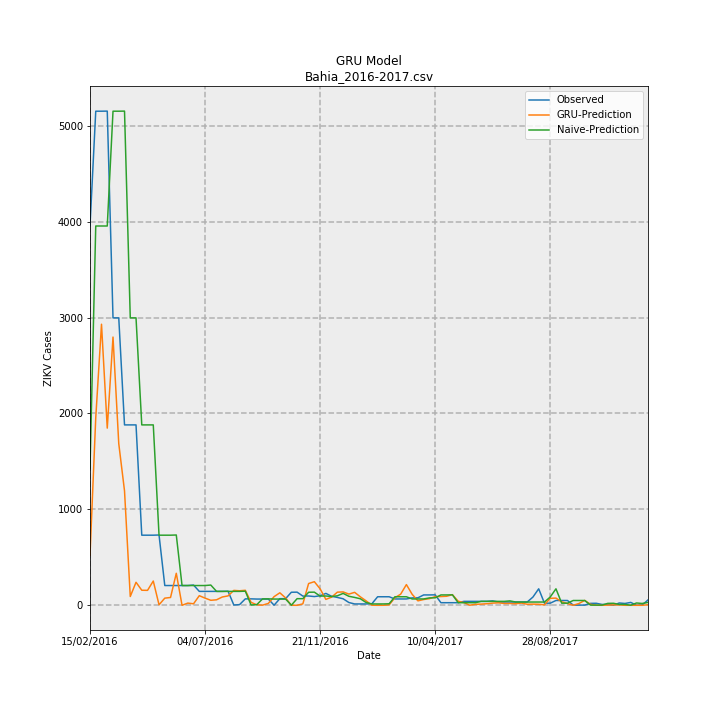 GRU Model
Bahia_2016-2017.csv
Observed
GRU-Prediction
Naive-Prediction
5000
4000
3000
2000
1000
0
ZIKV Cases
15/02/2016
04/07/2016
21/11/2016
10/04/2017
28/08/2017
Date